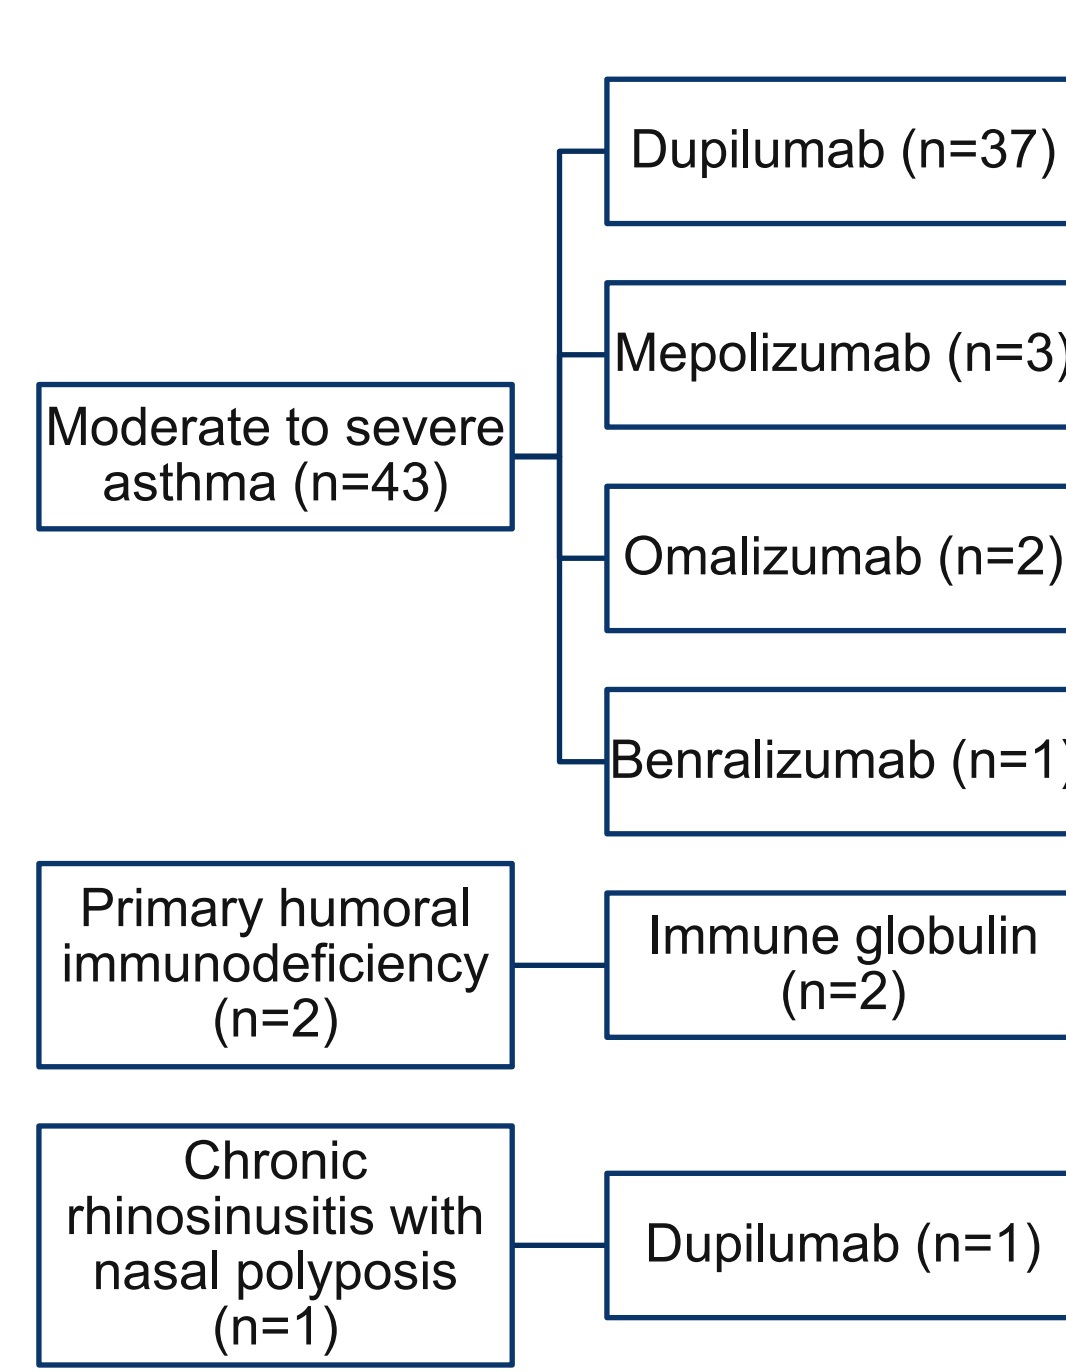 Dupilumab (n=37)
Mepolizumab (n=3)
Moderate to severe
asthma (n=43)
Omalizumab (n=2)
Benralizumab (n=1)
Primary humoral
immunodeficiency
(n=2)
Immune globulin
(n=2)
Chronic
rhinosinusitis with
nasal polyposis
(n=1)
Dupilumab (n=1)